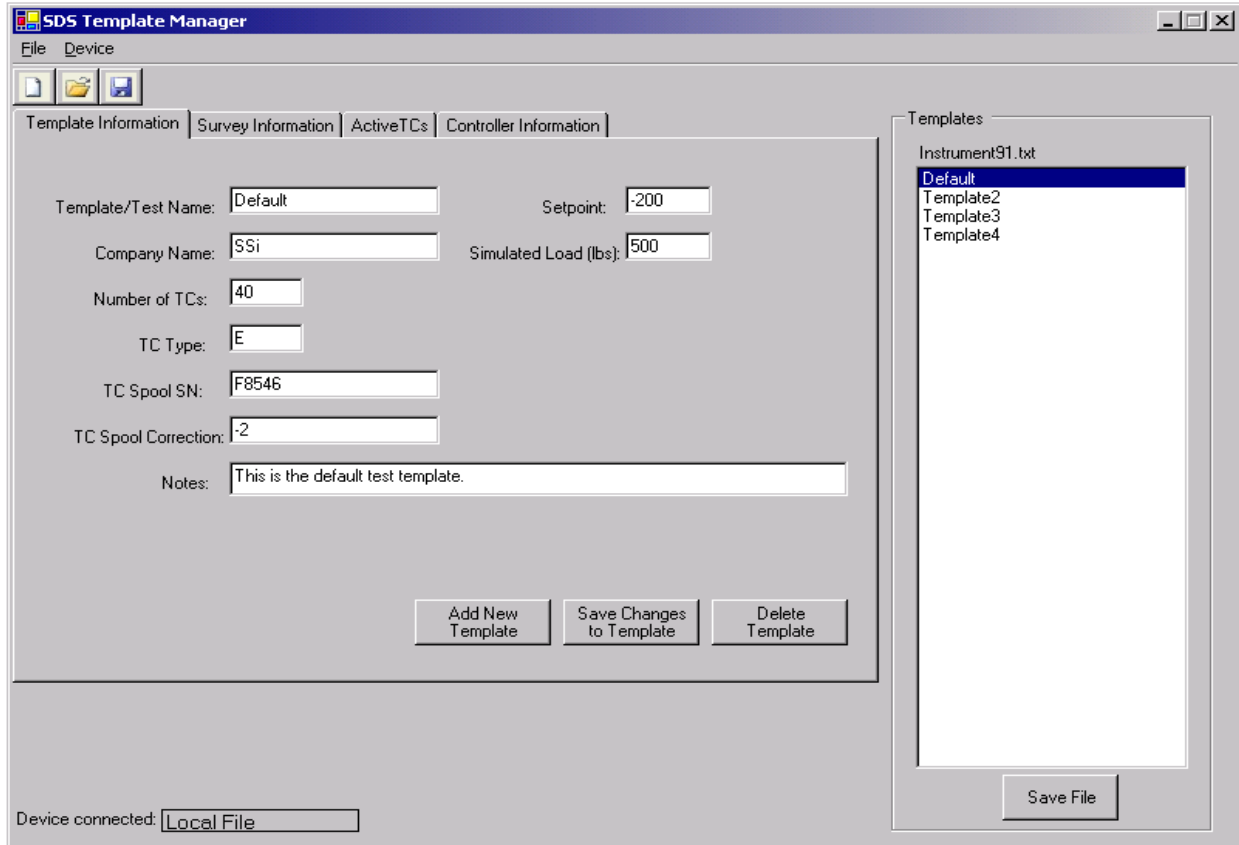 SDS Template Manager
File Device
Template Information Survey Information ActiveTCs Controller Information
Template/Test Name: Default Setpoint: -200
Company Name: SSi Simulated Load (lbs): 500
Number of TCs: 40
TC Type: E
TC Spool SN: F8546
TC Spool Correction: -2
Notes: This is the default test template.
Add New Template
Save Changes to Template
Delete Template
Device connected: Local File
Templates
Instrument91.txt
Default
Template2
Template3
Template4
Save File